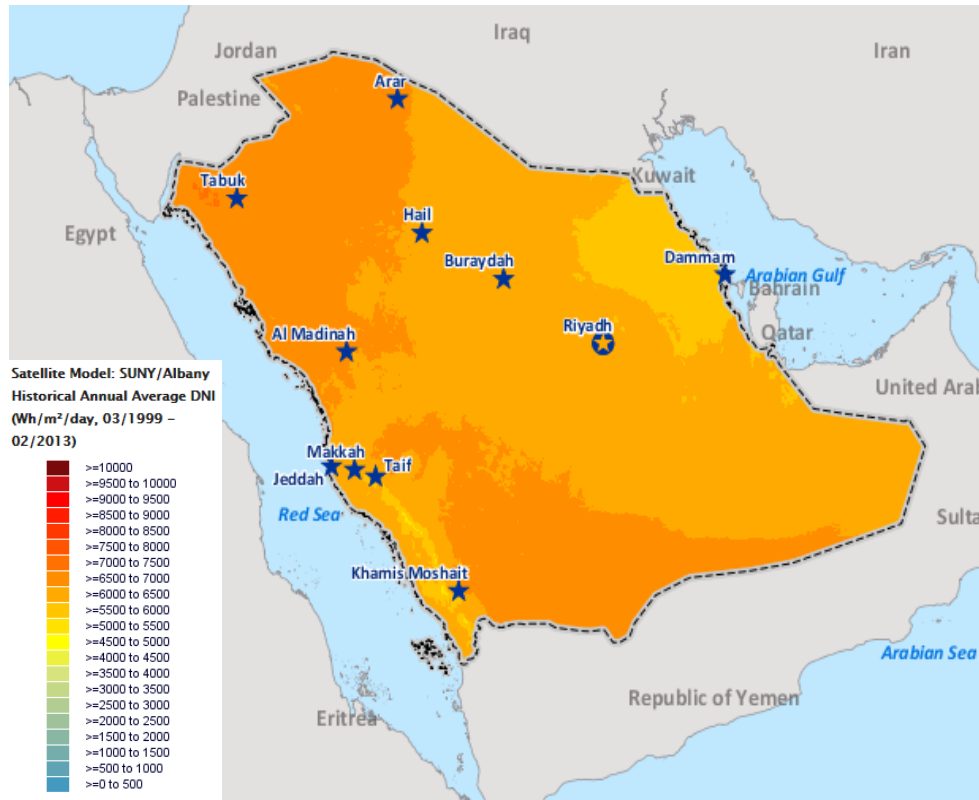 Iraq
Jordan
Iran
Arar
Palestine
Kuwait
Tabuk
Hail
Egypt
Buraydah
Dammam
Arabian Gulf
Bahrain
Riyadh
Al Madinah
Qatar
United Arab
Satellite Model: SUNY/Albany
Historical Annual Average DNI
(Wh/m²/day, 03/1999 –
02/2013)
>=10000
>=9500 to 10000
>=9000 to 9500
>=8500 to 9000
>=8000 to 8500
>=7500 to 8000
>=7000 to 7500
>=6500 to 7000
>=6000 to 6500
>=5500 to 6000
>=5000 to 5500
>=4500 to 5000
>=4000 to 4500
>=3500 to 4000
>=3000 to 3500
>=2500 to 3000
>=2000 to 2500
>=1500 to 2000
>=1000 to 1500
>=500 to 1000
>=0 to 500
Makkah
Taif
Jeddah
Red Sea
Sulta
Khamis Moshait
Arabian Sea
Republic of Yemen
Eritrea